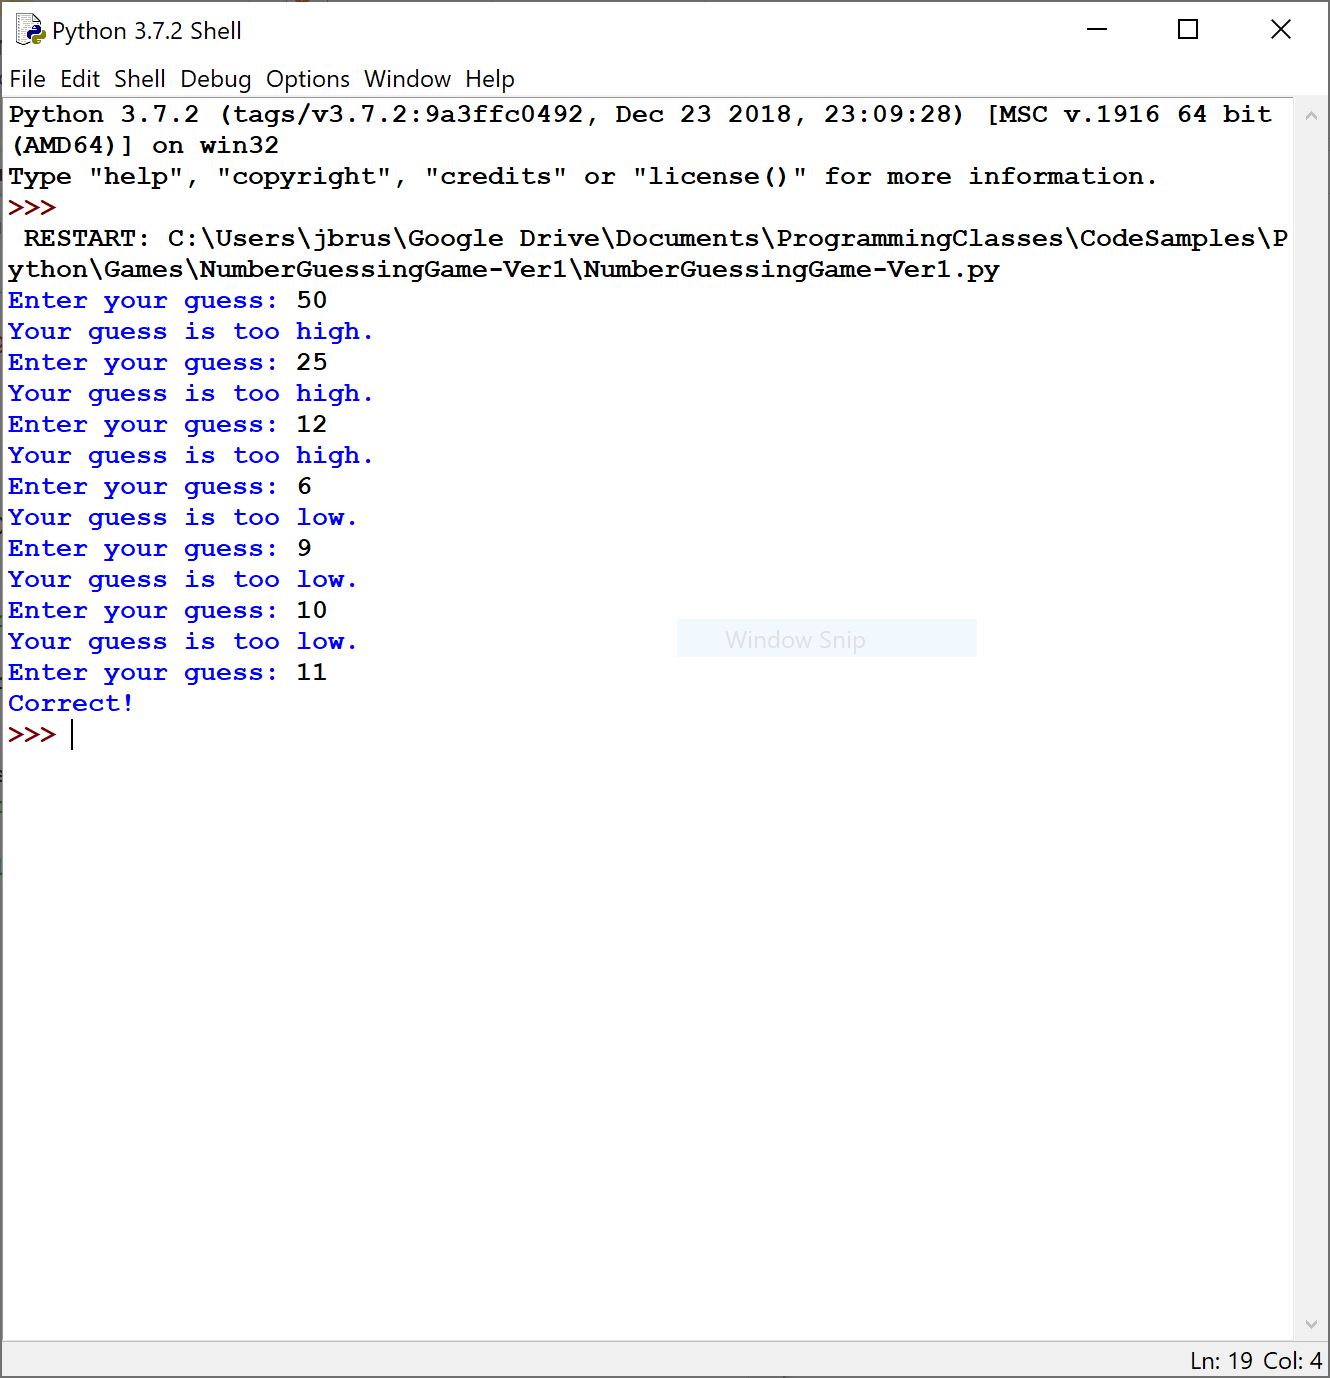 Python 3.7.2 Shell
File Edit Shell Debug Options Window Help
Python 3.7.2 (tags/v3.7.2:9a3ffc0492, Dec 23 2018, 23:09:28) [MSC v.1916 64 bit
(AMD64)] on win32
Type "help", "copyright", "credits" or "license()" for more information.
>>>
 RESTART: C:\Users\jbrus\Google Drive\Documents\ProgrammingClasses\CodeSamples\P
ython\Games\NumberGuessingGame-Ver1\NumberGuessingGame-Ver1.py
Enter your guess: 50
Your guess is too high.
Enter your guess: 25
Your guess is too high.
Enter your guess: 12
Your guess is too high.
Enter your guess: 6
Your guess is too low.
Enter your guess: 9
Your guess is too low.
Enter your guess: 10
Your guess is too low.
Window Snip
Enter your guess: 11
Correct!
>>>
Ln: 19 Col: 4